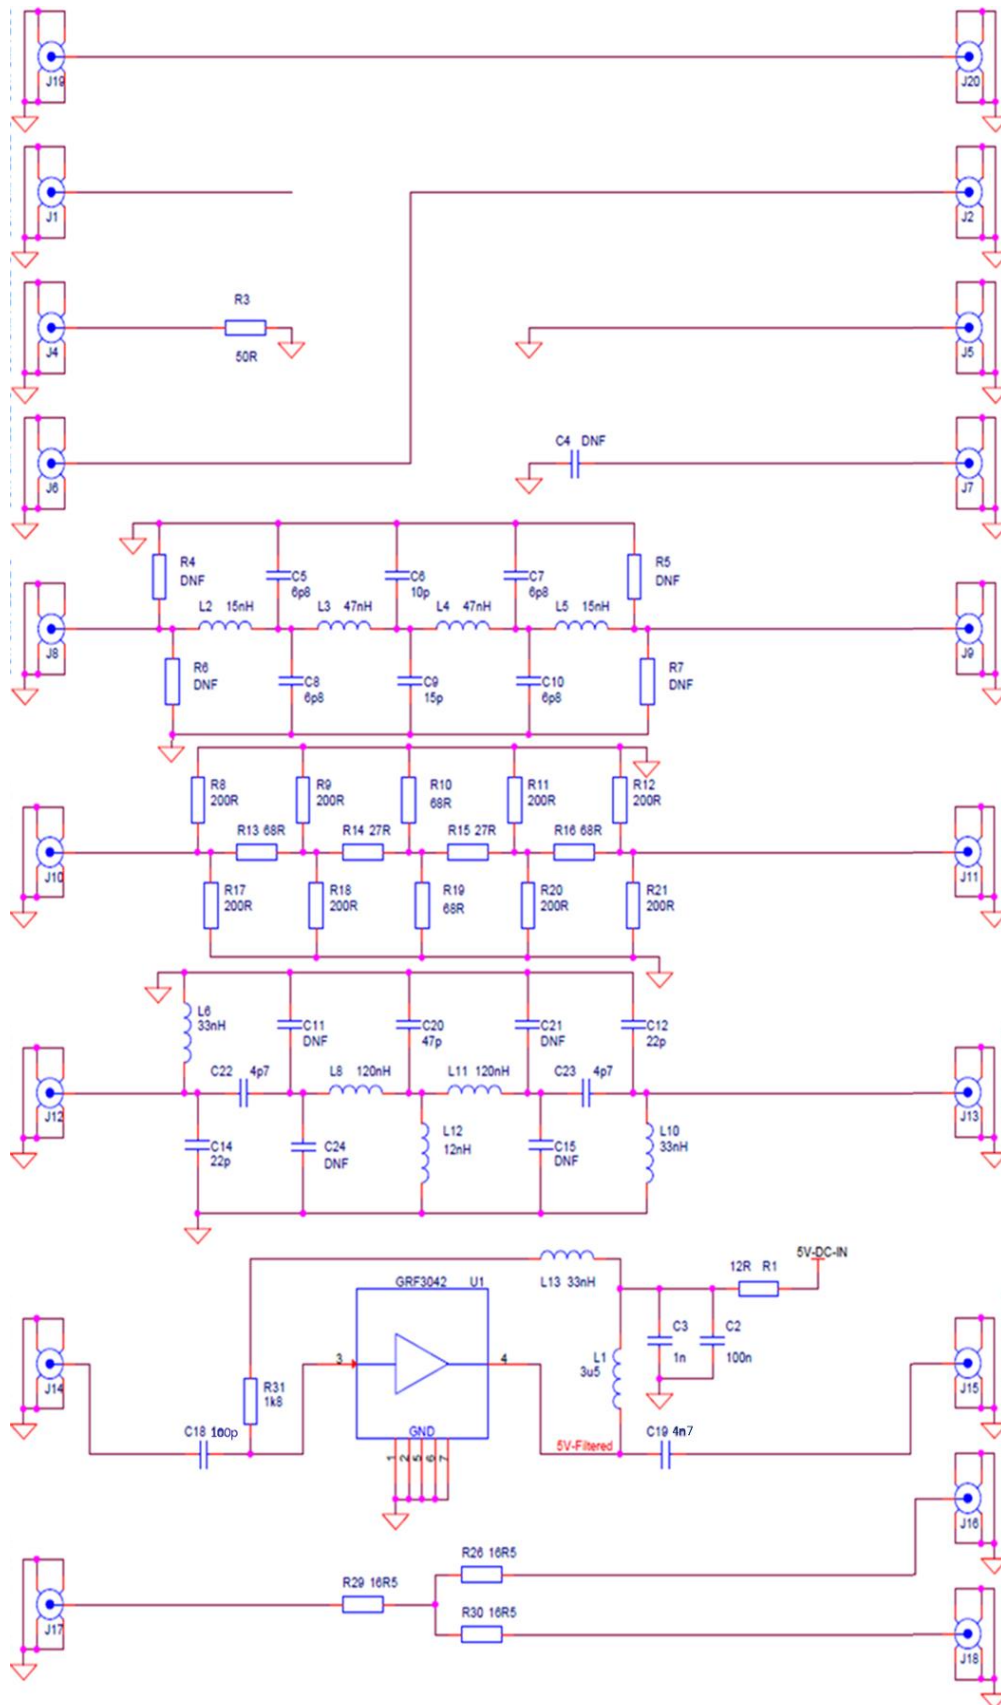 J19
J20
J1
J2
R3
50R
J4
J5
C4 DNF
J6
J7
R4
DNF
C5
6p8
C6
10p
C7
6p8
R5
DNF
L2 15nH
L3 47nH
L4 47nH
L5 15nH
J8
J9
R6
DNF
C8
6p8
C9
15p
C10
6p8
R7
DNF
R8
200R
R9
200R
R10
68R
R11
200R
R12
200R
R13 68R
R14 27R
R15 27R
R16 68R
J10
J11
R17
200R
R18
200R
R19
68R
R20
200R
R21
200R
L6
33nH
C11
DNF
C20
47p
C21
DNF
C12
22p
C22 4p7
L8 120nH
L11 120nH
C23 4p7
J12
J13
C14
22p
C24
DNF
L12
12nH
C15
DNF
L10
33nH
5V-DC-IN
12R R1
L13 33nH
GRF3042 U1
C3
1n
C2
100n
L1
3u5
3
4
J14
J15
R31
1k8
C18 100p
GND
5V-Filtered
C19 4n7
1
2
5
6
7
J16
R26 16R5
R29 16R5
R30 16R5
J17
J18